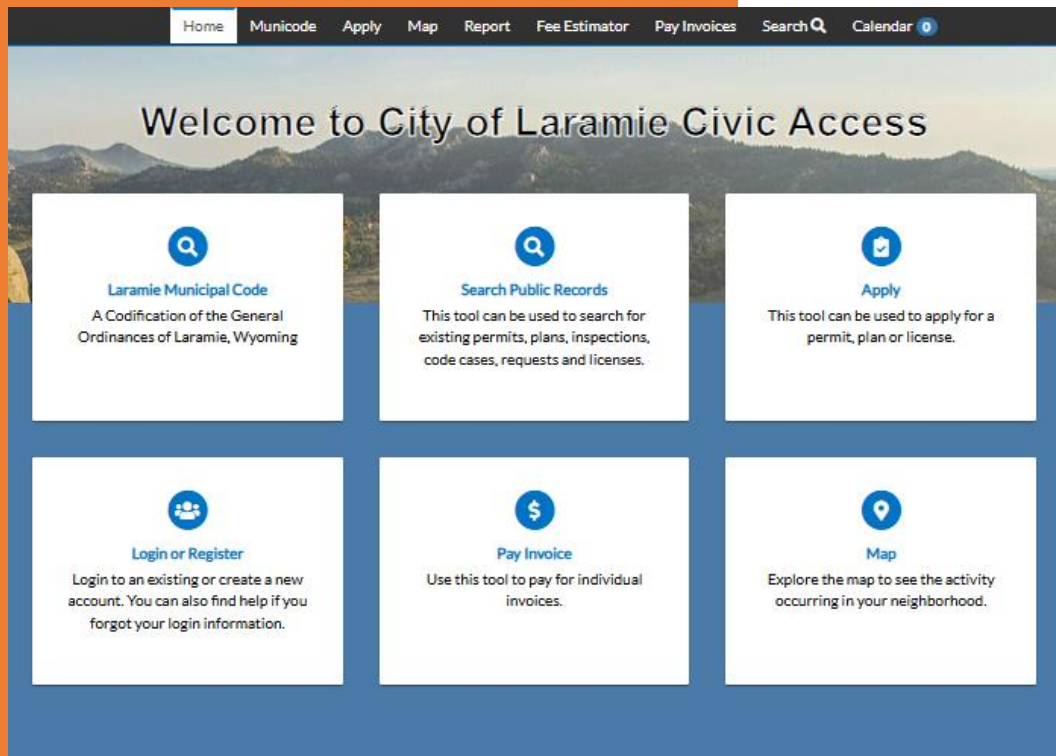 Home Municode Apply Map Report Fee Estimator Pay Invoices Search Calendar 0
Welcome to City of Laramie Civic Access
Laramie Municipal Code
A Codification of the General
Ordinances of Laramie, Wyoming
Search Public Records
This tool can be used to search for
existing permits, plans, inspections,
code cases, requests and licenses.
Apply
This tool can be used to apply for a
permit, plan or license.
Login or Register
Login to an existing or create a new
account. You can also find help if you
forgot your login information.
Pay Invoice
Use this tool to pay for individual
invoices.
Map
Explore the map to see the activity
occurring in your neighborhood.